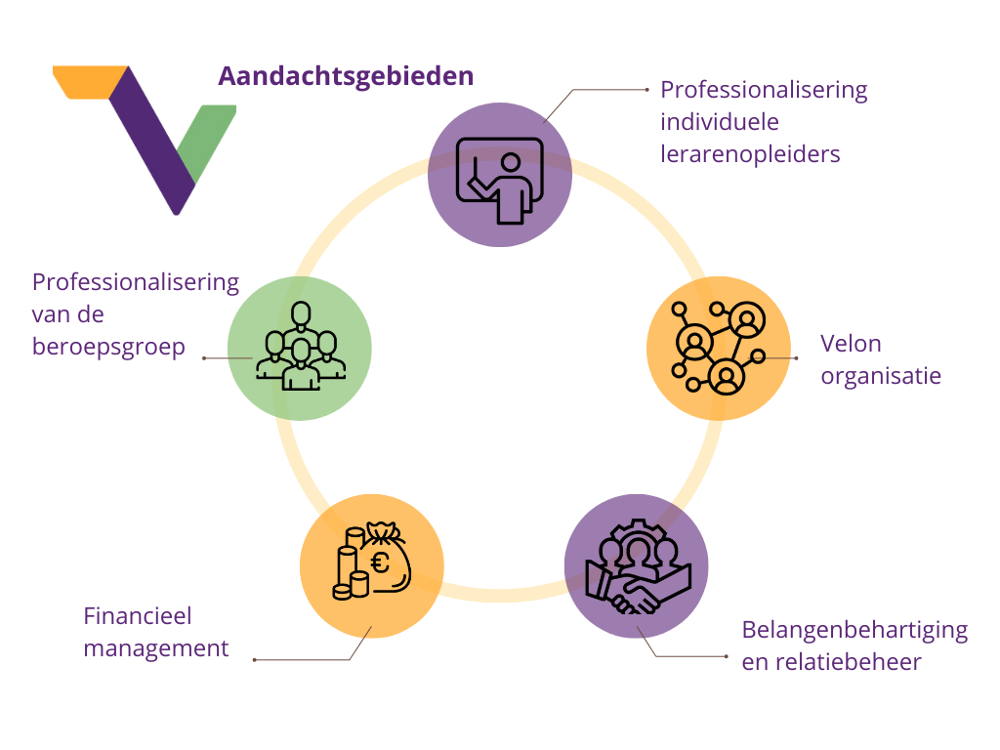 Aandachtsgebieden
Professionalisering
individuele
lerarenopleiders
Velon
organisatie
Belangenbehartiging
en relatiebeheer
Financieel
management
€
Professionalisering
van de
beroepsgroep